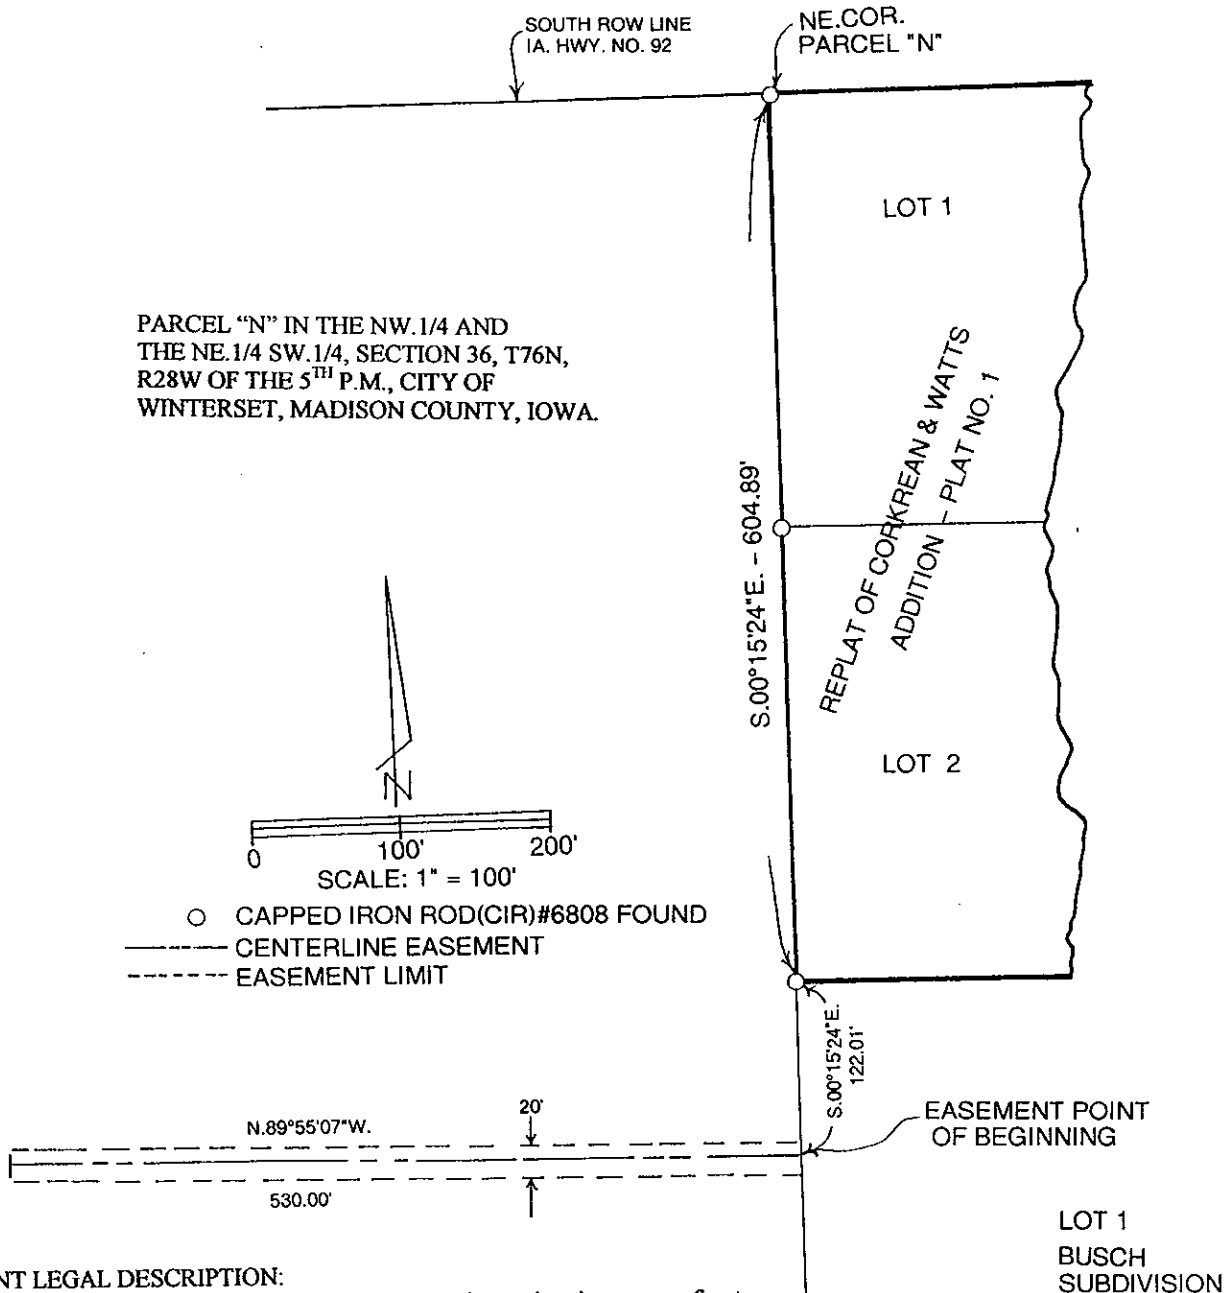 SOUTH ROW LINE
IA. HWY. NO. 92
NE.COR.
PARCEL "N"
LOT 1
PARCEL “N” IN THE NW.1/4 AND
THE NE.1/4 SW.1/4, SECTION 36, T76N,
R28W OF THE 5TH P.M., CITY OF
WINTERSET, MADISON COUNTY, IOWA.
S.00°15'24"E. - 604.89'
REPLAT OF CORKREAN & WATTS
ADDITION - PLAT NO. 1
LOT 2
N
0 100' 200'
SCALE: 1" = 100'
CAPPED IRON ROD(CIR)#6808 FOUND
CENTERLINE EASEMENT
EASEMENT LIMIT
S.00°15'24"E.
122.01'
EASEMENT POINT
OF BEGINNING
N.89°55'07"W.
20'
530.00'
LOT 1
BUSCH
SUBDIVISION
NT LEGAL DESCRIPTION: